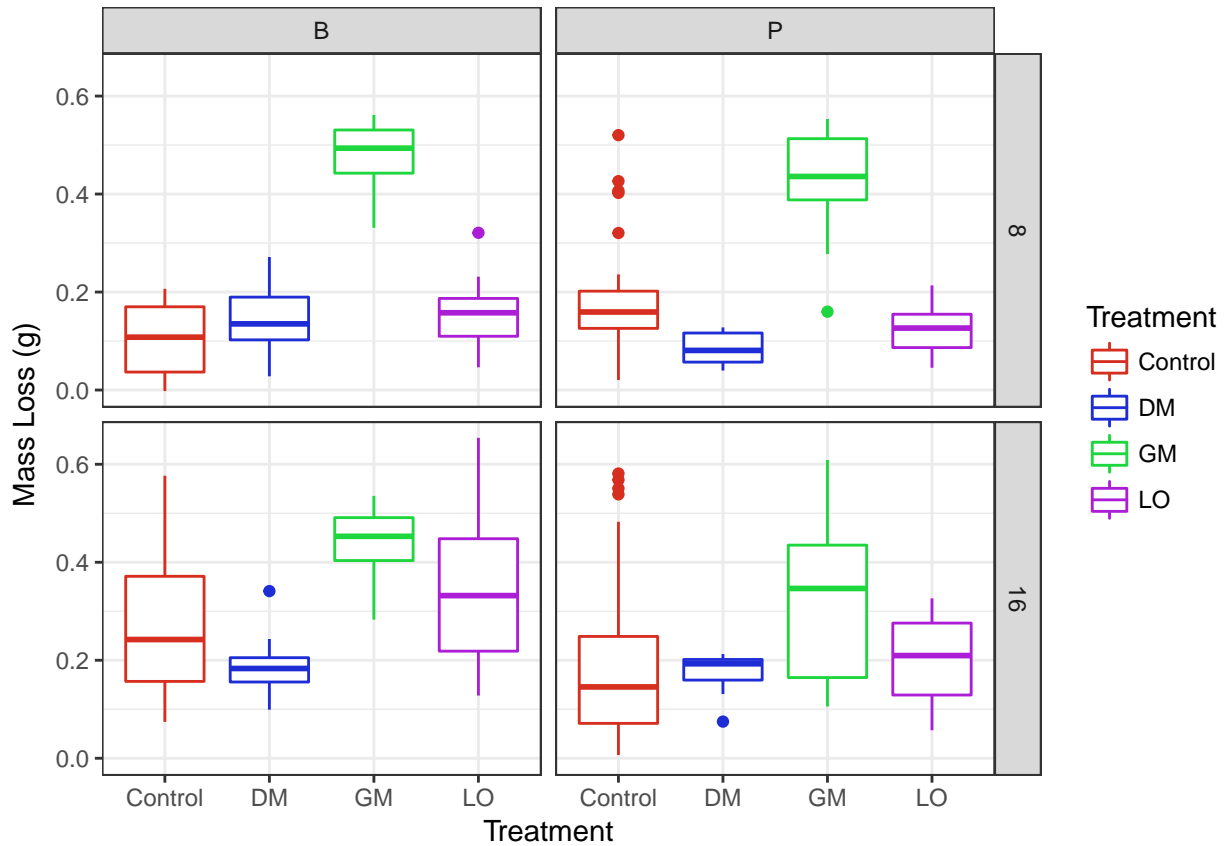 B
P
0.6
0.4
0.2
0.0
8
0.6
0.4
0.2
0.0
16
Mass Loss (g)
Control DM GM LO
Control DM GM LO
Treatment
Treatment
Control
DM
GM
LO